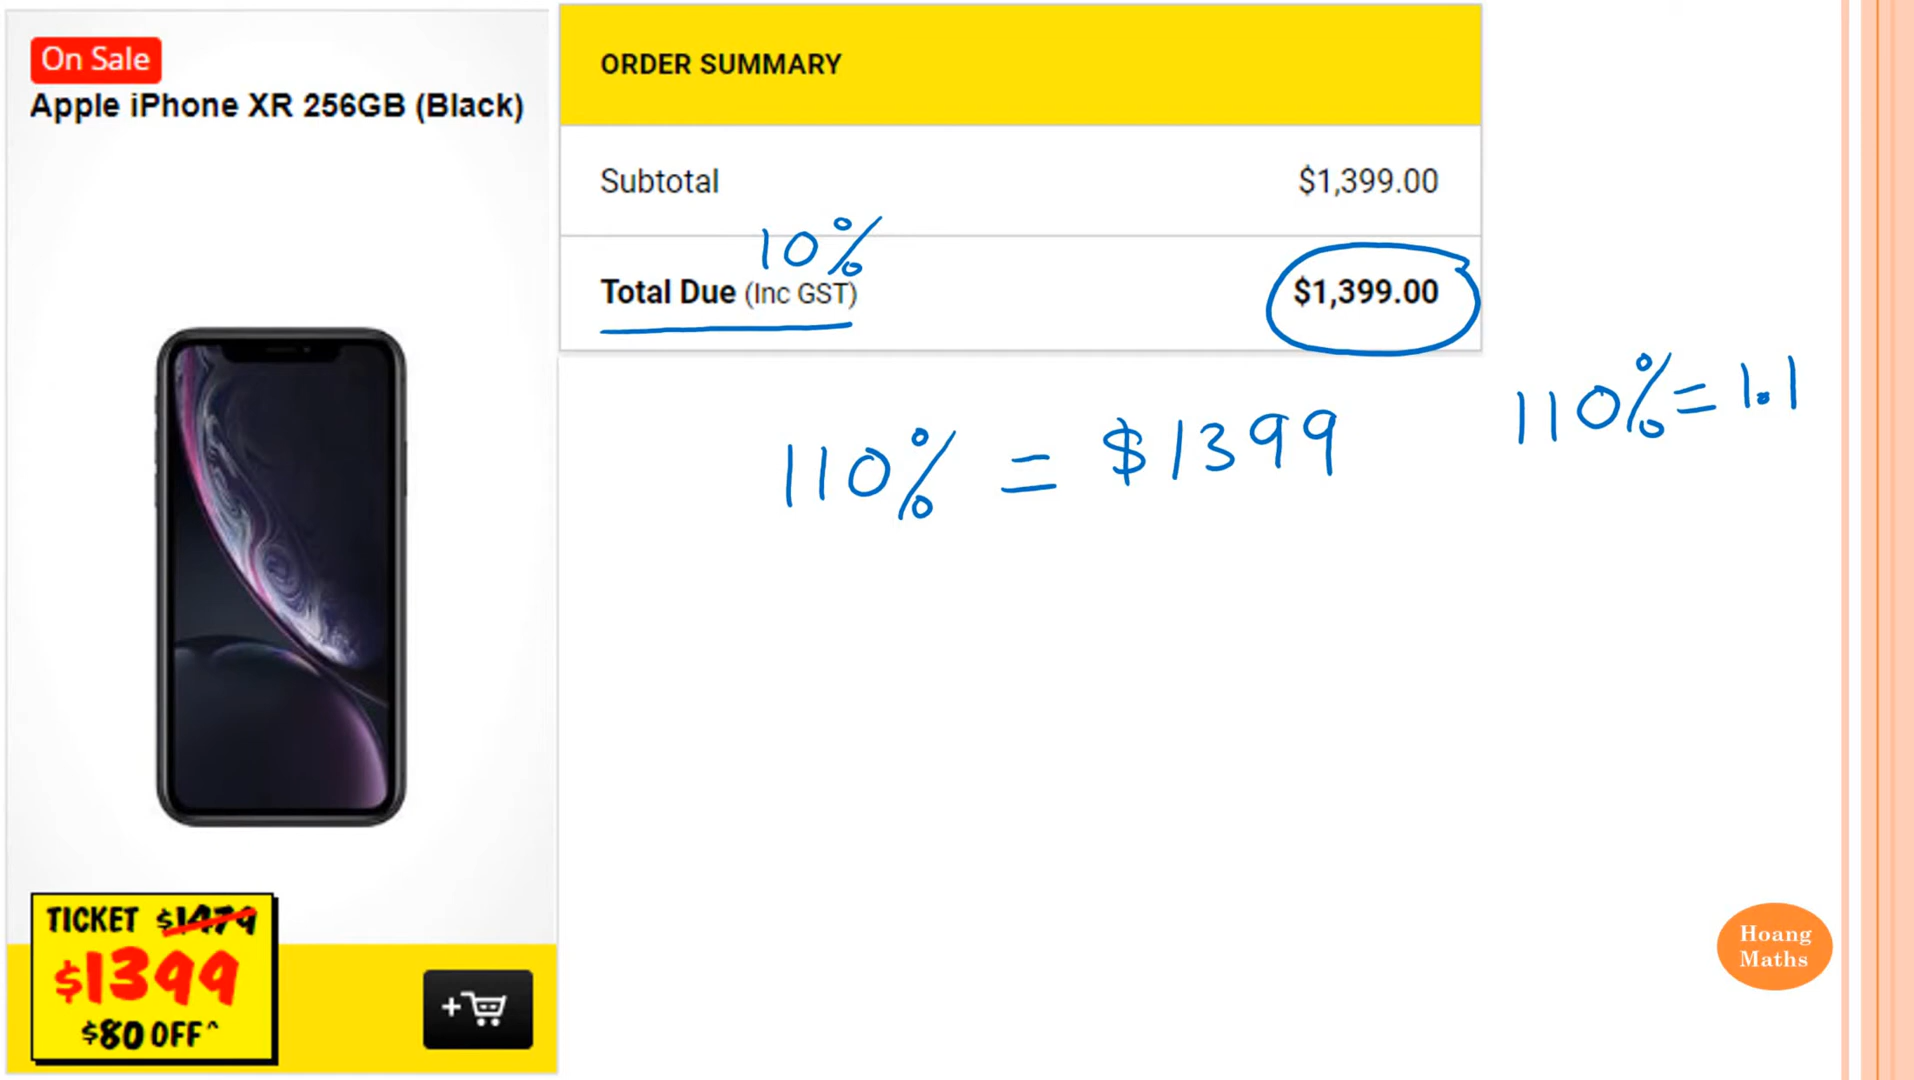 On Sale
Apple iPhone XR 256GB (Black)
ORDER SUMMARY
Subtotal $1,399.00
10%
Total Due (Inc GST) $1,399.00
110% = $1399
110% = 1.1
TICKET $1479
$1399
$80 OFF^
+
Hoang
Maths